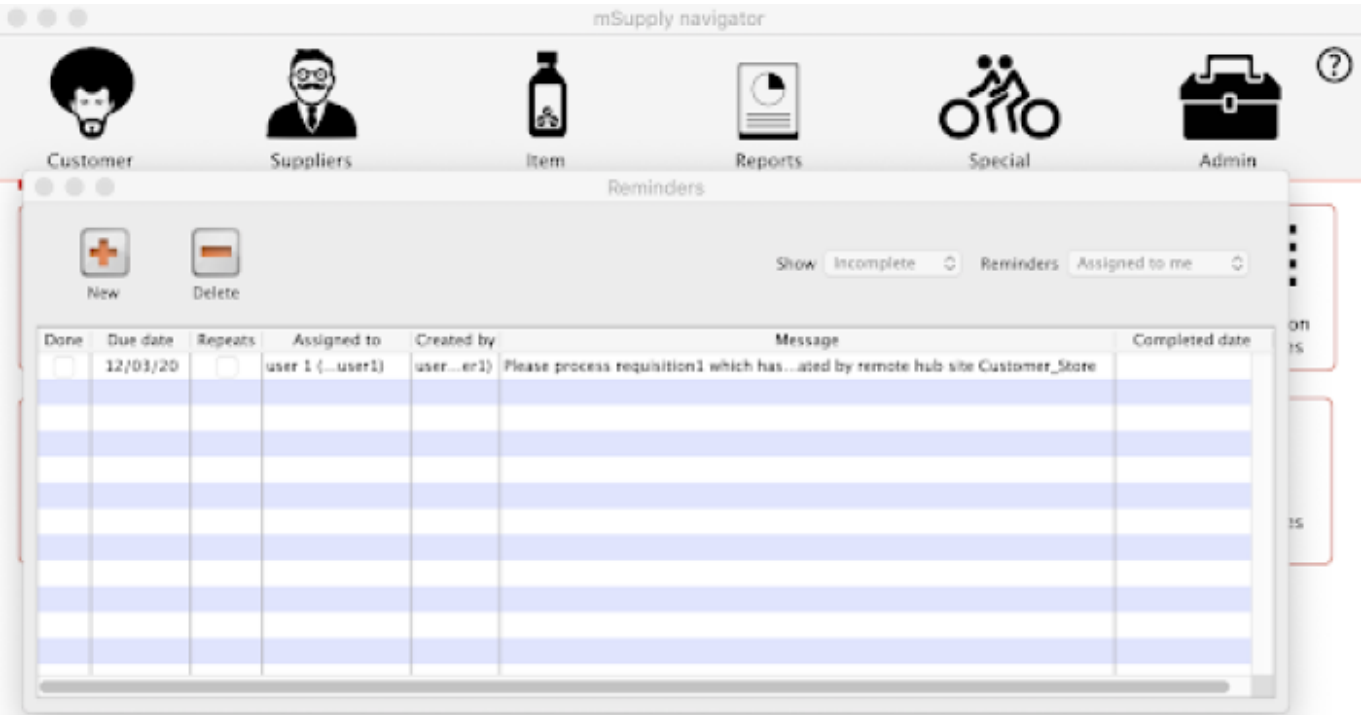 mSupply navigator
?
Customer Suppliers Item Reports Special Admin
Reminders
Show Incomplete Reminders Assigned to me
New Delete
on
es
Done Due date Repeats Assigned to Created by Message Completed date
12/03/20 user 1 (...user1) user...er1) Please process requisition1 which has...ated by remote hub site Customer_Store
es